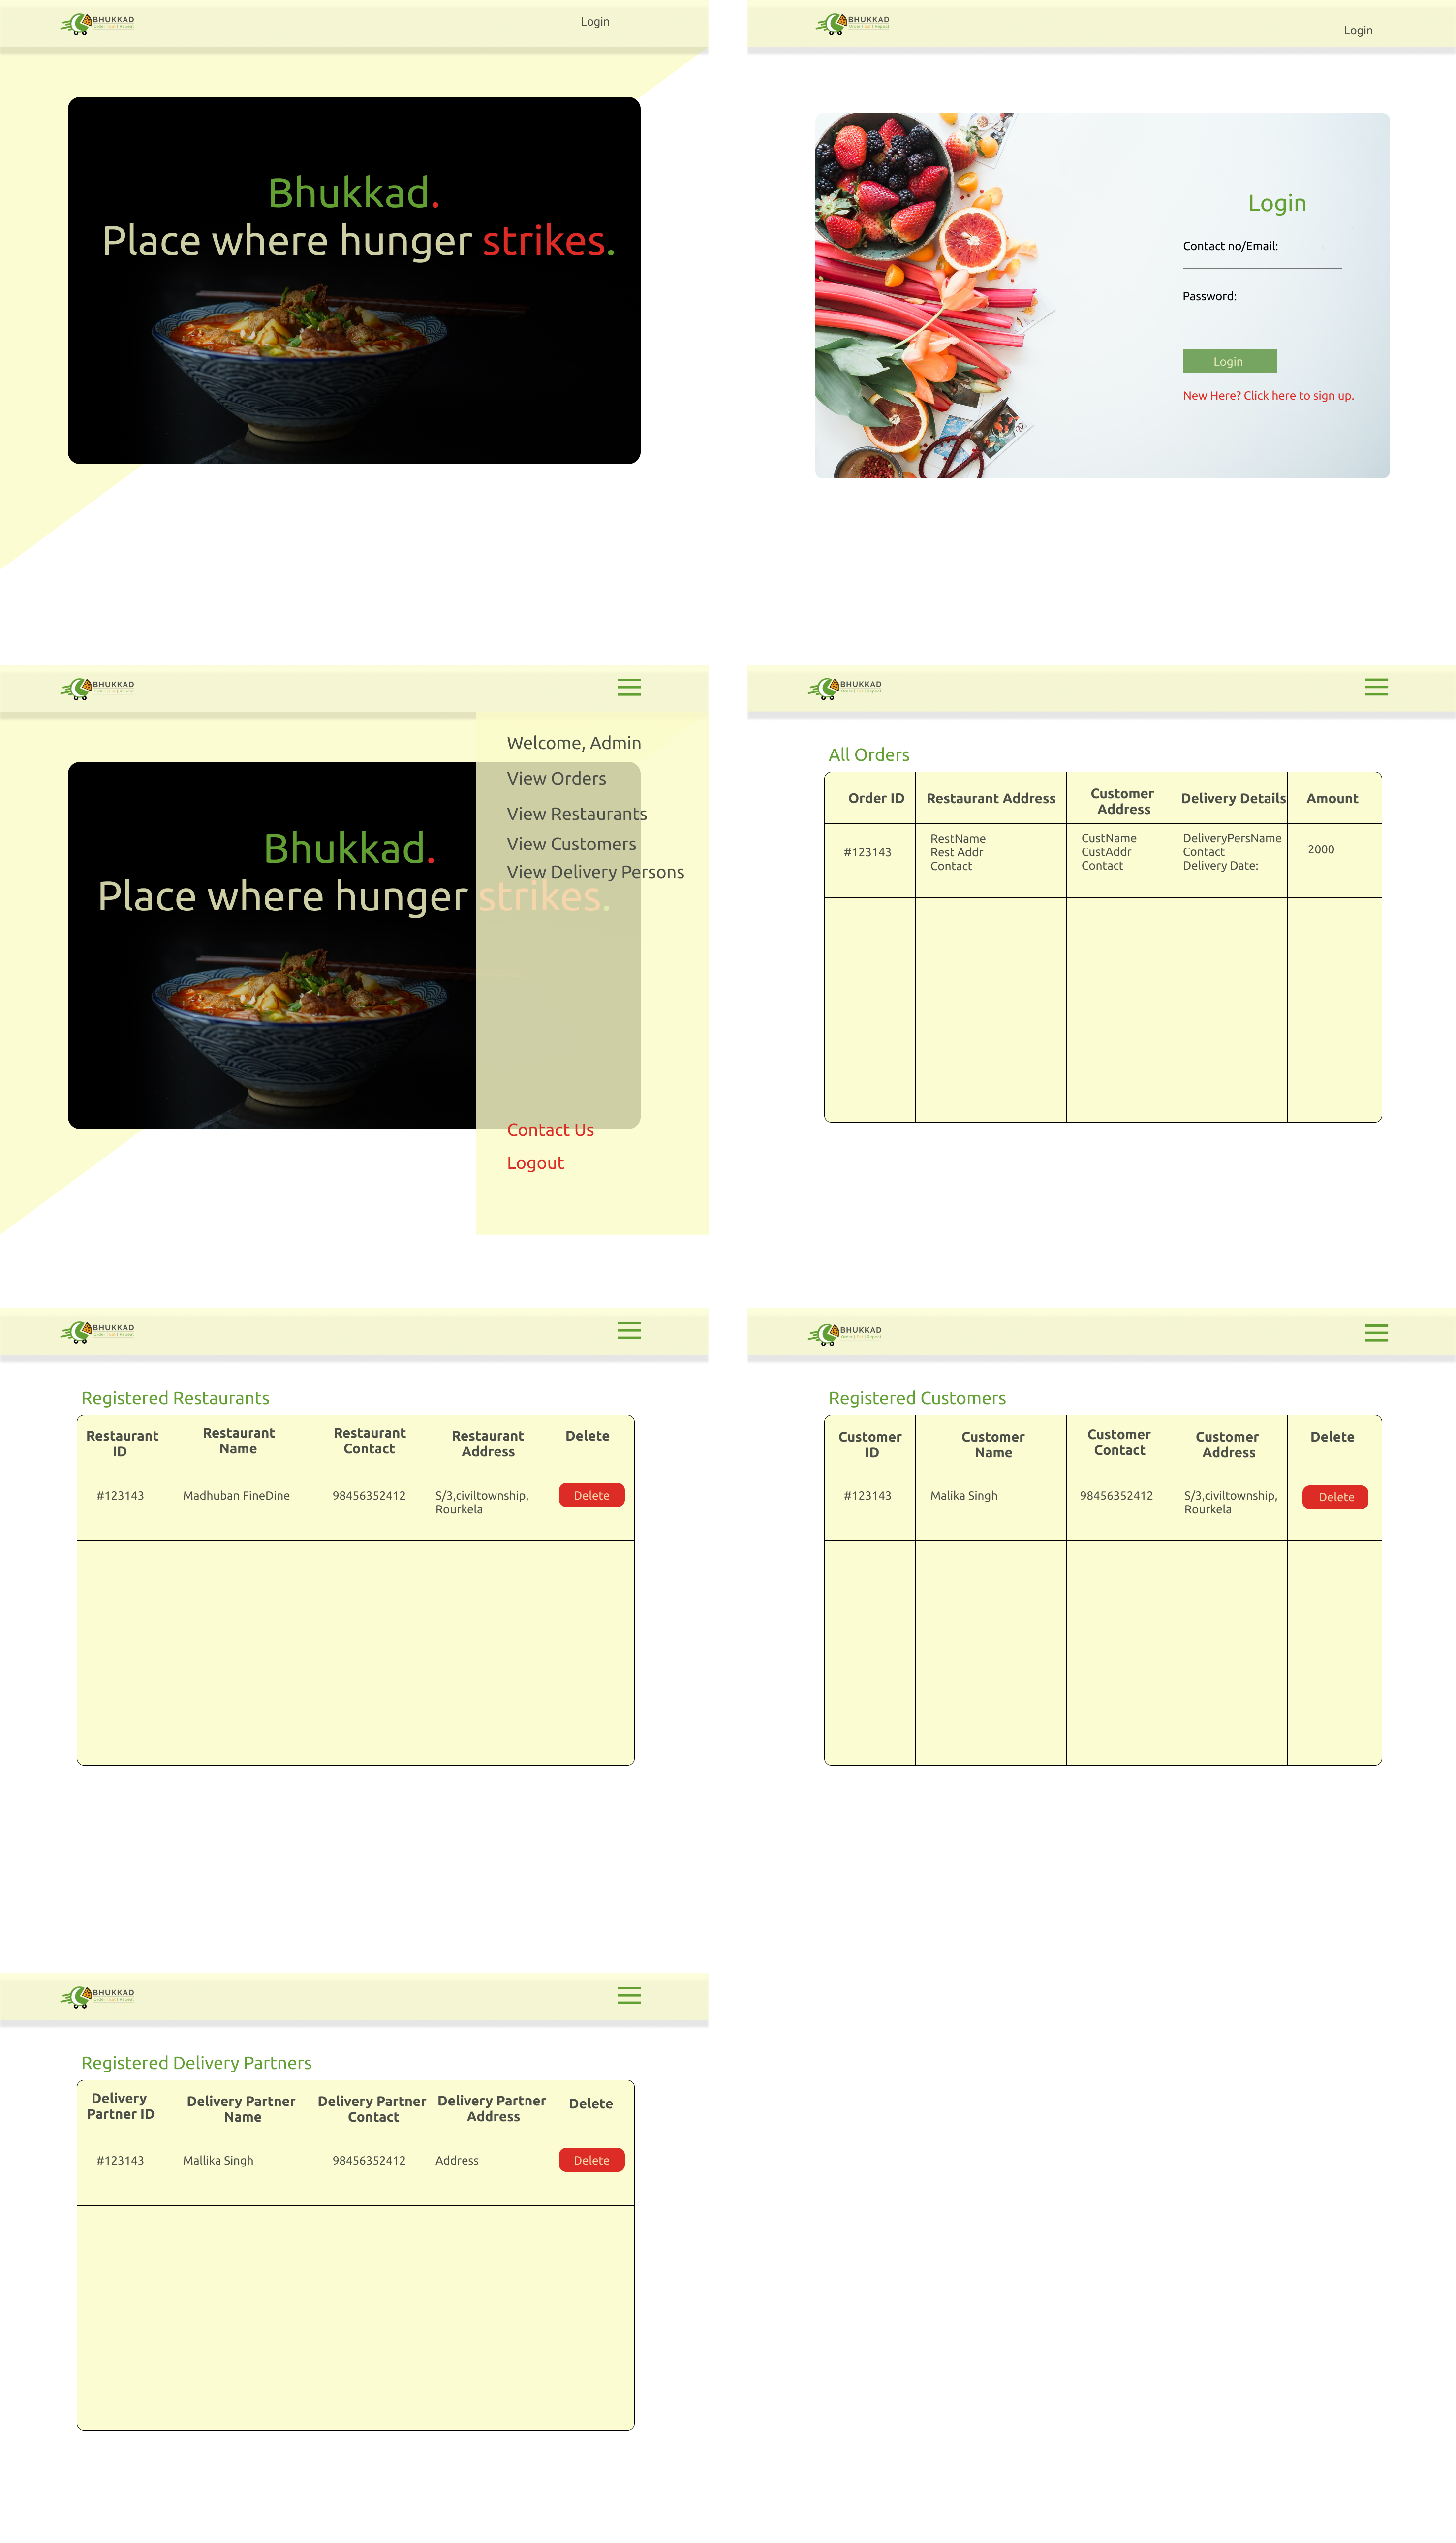 BHUKKAD
Login
Bhukkad.
Place where hunger strikes.
BHUKKAD
Login
Login
Contact no/Email:
Password:
Login
New Here? Click here to sign up.
BHUKKAD
Welcome, Admin
View Orders
View Restaurants
View Customers
View Delivery Persons
Bhukkad.
Place where hunger strikes.
Contact Us
Logout
BHUKKAD
All Orders
Order ID Restaurant Address Customer Address Delivery Details Amount
#123143 RestName CustName DeliveryPersName 2000
Rest Addr CustAddr Contact
Contact Contact Delivery Date:
BHUKKAD
Registered Restaurants
Restaurant ID Restaurant Name Restaurant Contact Restaurant Address Delete
#123143 Madhuban FineDine 98456352412 S/3,civiltownship, Delete
Rourkela
BHUKKAD
Registered Customers
Customer ID Customer Name Customer Contact Customer Address Delete
#123143 Malika Singh 98456352412 S/3,civiltownship, Delete
Rourkela
BHUKKAD
Registered Delivery Partners
Delivery Partner ID Delivery Partner Name Delivery Partner Contact Delivery Partner Address Delete
#123143 Mallika Singh 98456352412 Address Delete